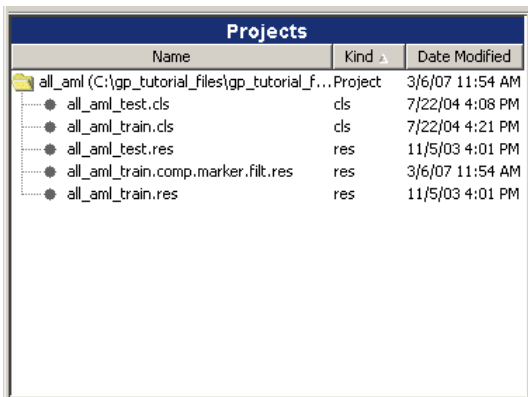 Projects
Name Kind Date Modified
all_aml (C:\gp_tutorial_files\gp_tutorial_f... Project 3/6/07 11:54 AM
all_aml_test.cls cls 7/22/04 4:08 PM
all_aml_train.cls cls 7/22/04 4:21 PM
all_aml_test.res res 11/5/03 4:01 PM
all_aml_train.comp.marker.filt.res res 3/6/07 11:54 AM
all_aml_train.res res 11/5/03 4:01 PM